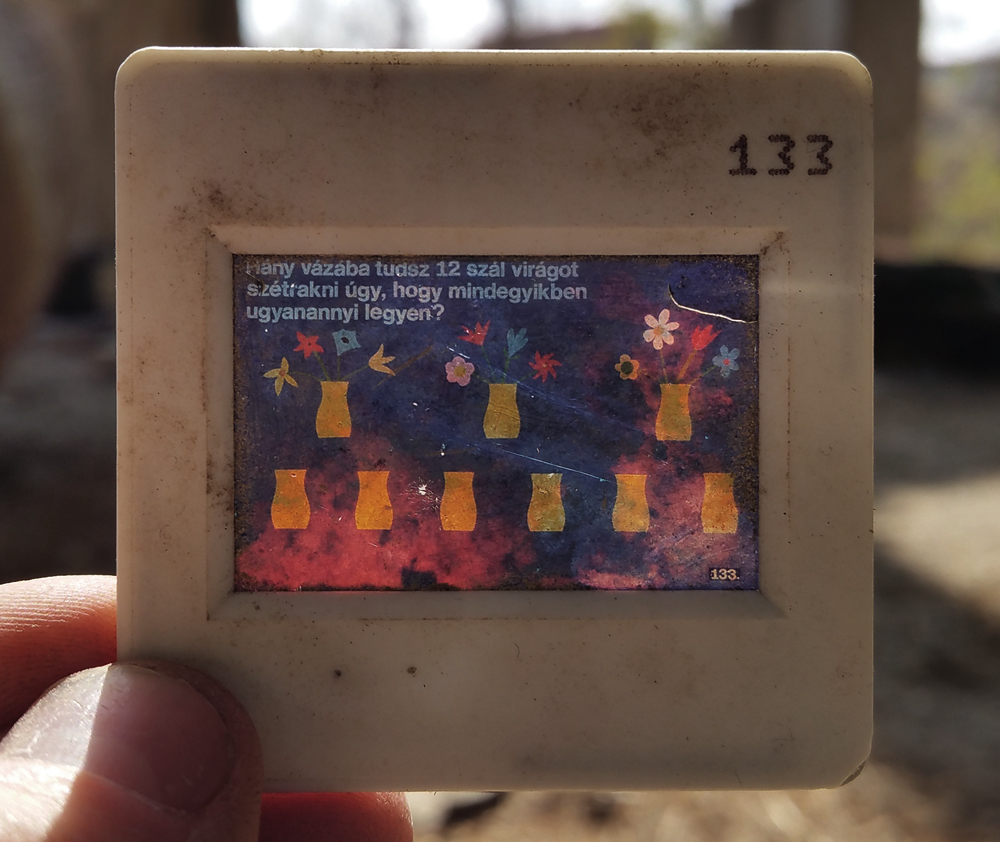 133
Hány vázába tudsz 12 szál virágot
szétrakni úgy, hogy mindegyikben
ugyanannyi legyen?
133.